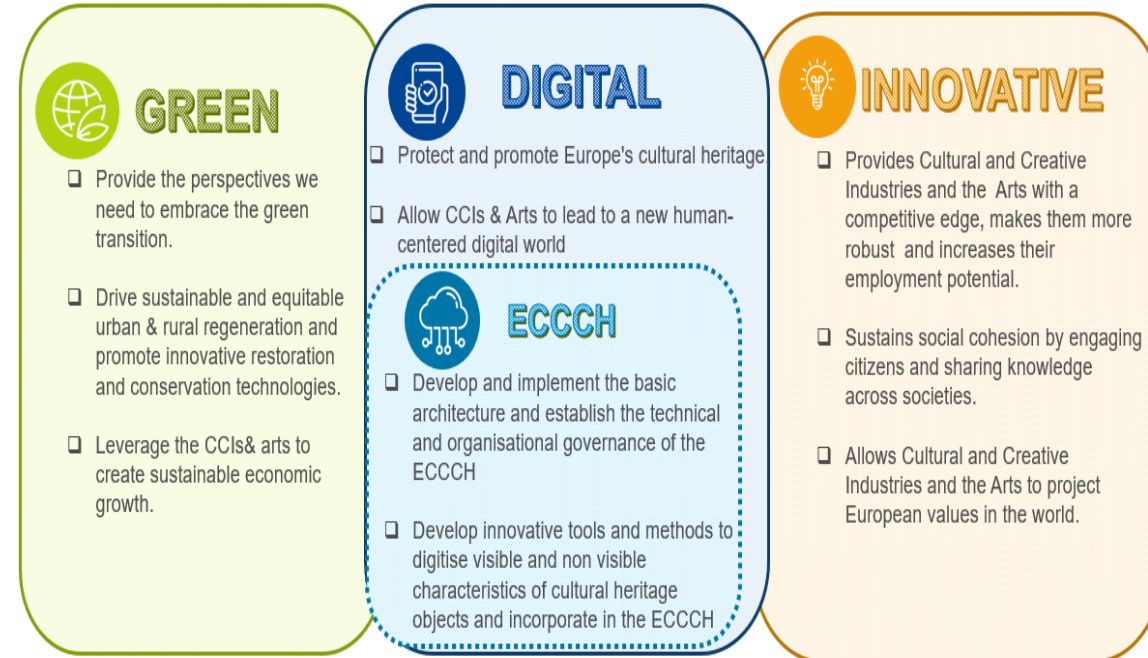 GREEN
Provide the perspectives we
need to embrace the green
transition.
Drive sustainable and equitable
urban & rural regeneration and
promote innovative restoration
and conservation technologies.
Leverage the CCIs& arts to
create sustainable economic
growth.
DIGITAL
Protect and promote Europe's cultural heritage.
Allow CCIs & Arts to lead to a new human-
centered digital world
ECCCH
Develop and implement the basic
architecture and establish the technical
and organisational governance of the
ECCCH
Develop innovative tools and methods to
digitise visible and non visible
characteristics of cultural heritage
objects and incorporate in the ECCCH
INNOVATIVE
Provides Cultural and Creative
Industries and the Arts with a
competitive edge, makes them more
robust and increases their
employment potential.
Sustains social cohesion by engaging
citizens and sharing knowledge
across societies.
Allows Cultural and Creative
Industries and the Arts to project
European values in the world.